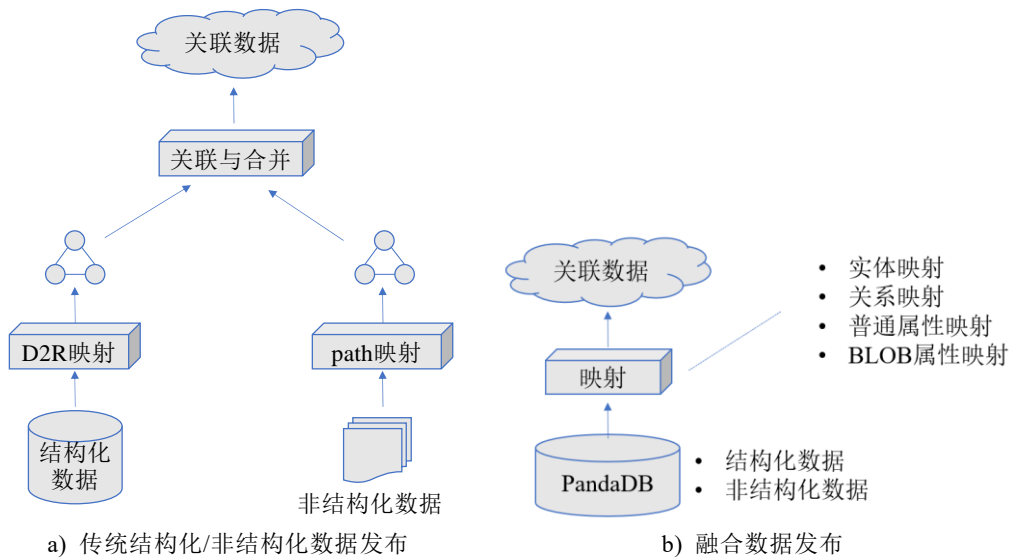 关联数据
关联与合并
D2R映射
path映射
结构化
数据
非结构化数据
a) 传统结构化/非结构化数据发布
关联数据
• 实体映射
• 关系映射
• 普通属性映射
• BLOB属性映射
映射
PandaDB
• 结构化数据
• 非结构化数据
b) 融合数据发布